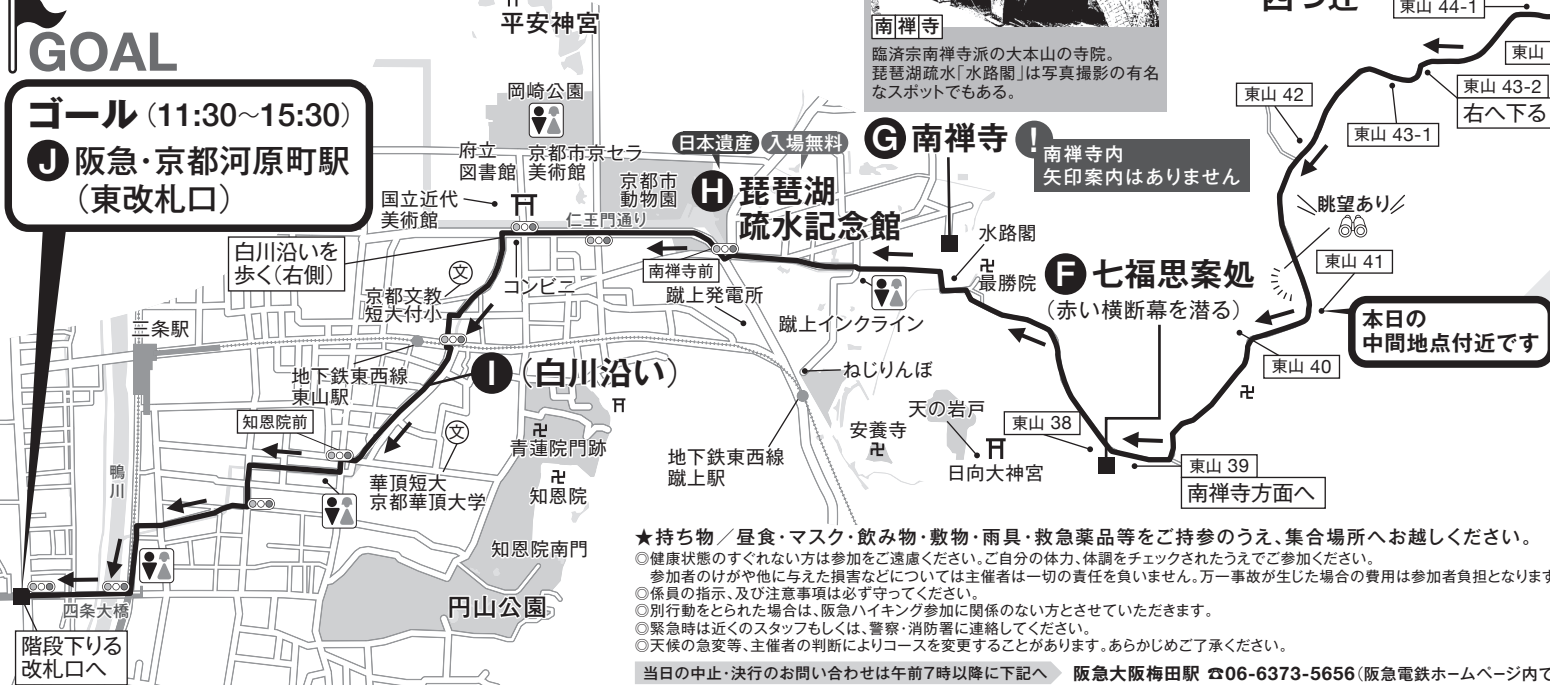 GOAL
ゴール（11:30～15:30）
J 阪急・京都河原町駅
（東改札口）
平安神宮
岡崎公園
府立
図書館
京都市京セラ
美術館
国立近代
美術館
京都市
動物園
仁王門通り
日本遺産
入場無料
H 琵琶湖
疏水記念館
南禅寺
臨済宗南禅寺派の大本山の寺院。
琵琶湖疏水「水路閣」は写真撮影の有名
なスポットでもある。
G 南禅寺
!
南禅寺内
矢印案内はありません
東山 44-1
東山
東山 43-2
右へ下る
東山 43-1
東山 42
眺望あり
東山 41
本日の
中間地点付近です
東山 40
東山 39
南禅寺方面へ
東山 38
F 七福思案処
（赤い横断幕を潜る）
水路閣
最勝院
南禅寺前
蹴上発電所
蹴上インクライン
ねじりんぼ
天の岩戸
安養寺
日向大神宮
地下鉄東西線
蹴上駅
白川沿いを
歩く(右側)
コンビニ
文
京都文教
短大付小
三条駅
地下鉄東西線
東山駅
I（白川沿い）
知恩院前
文
華頂短大
京都華頂大学
青蓮院門跡
知恩院
知恩院南門
円山公園
鴨川
四条大橋
階段下りる
改札口へ
★持ち物／昼食・マスク・飲み物・敷物・雨具・救急薬品等をご持参のうえ、集合場所へお越しください。
◎健康状態のすぐれない方は参加をご遠慮ください。ご自分の体力、体調をチェックされたうえでご参加ください。
参加者のけがや他に与えた損害などについては主催者は一切の責任を負いません。万一事故が生じた場合の費用は参加者負担となります
◎係員の指示、及び注意事項は必ず守ってください。
◎別行動をとられた場合は、阪急ハイキング参加に関係のない方とさせていただきます。
◎緊急時は近くのスタッフもしくは、警察・消防署に連絡してください。
◎天候の急変等、主催者の判断によりコースを変更することがあります。あらかじめご了承ください。
当日の中止・決行のお問い合わせは午前7時以降に下記へ 阪急大阪梅田駅 ☎06-6373-5656（阪急電鉄ホームページ内で